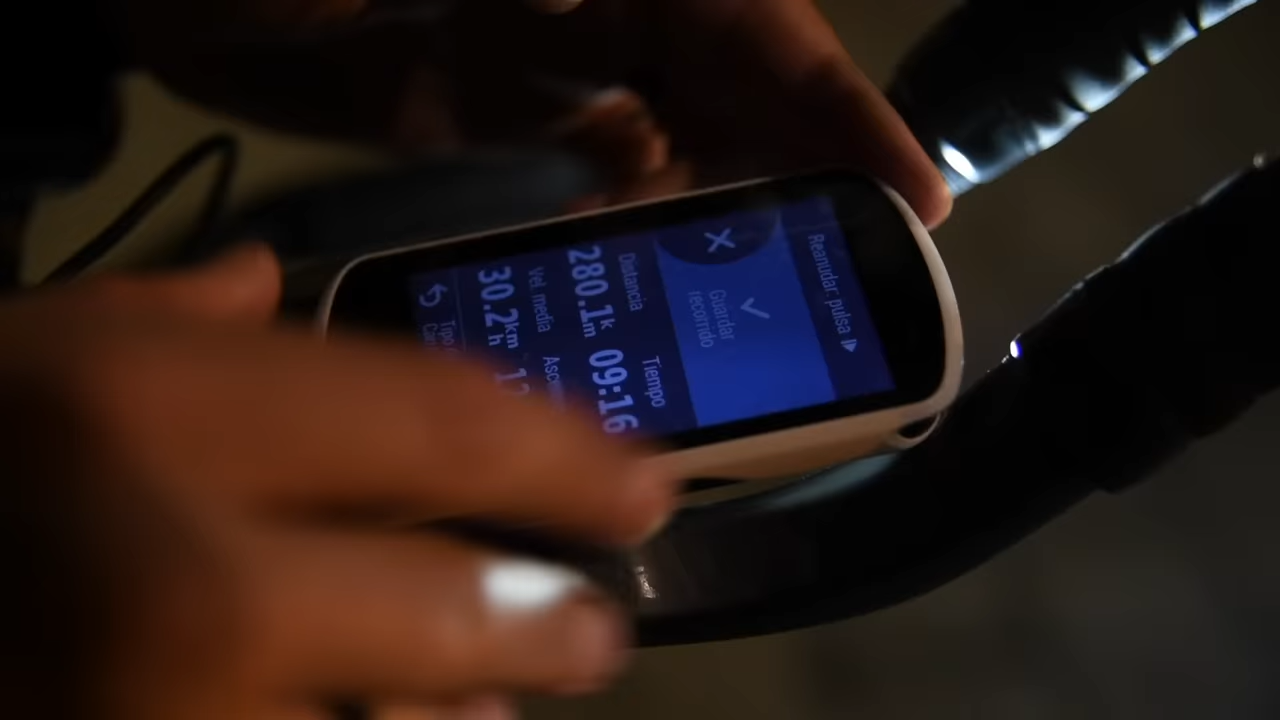 Reanudar: pulsa
Guardar
recorrido
Distancia
Tiempo
280.1km
09:16
Vel. media
30.2km
h